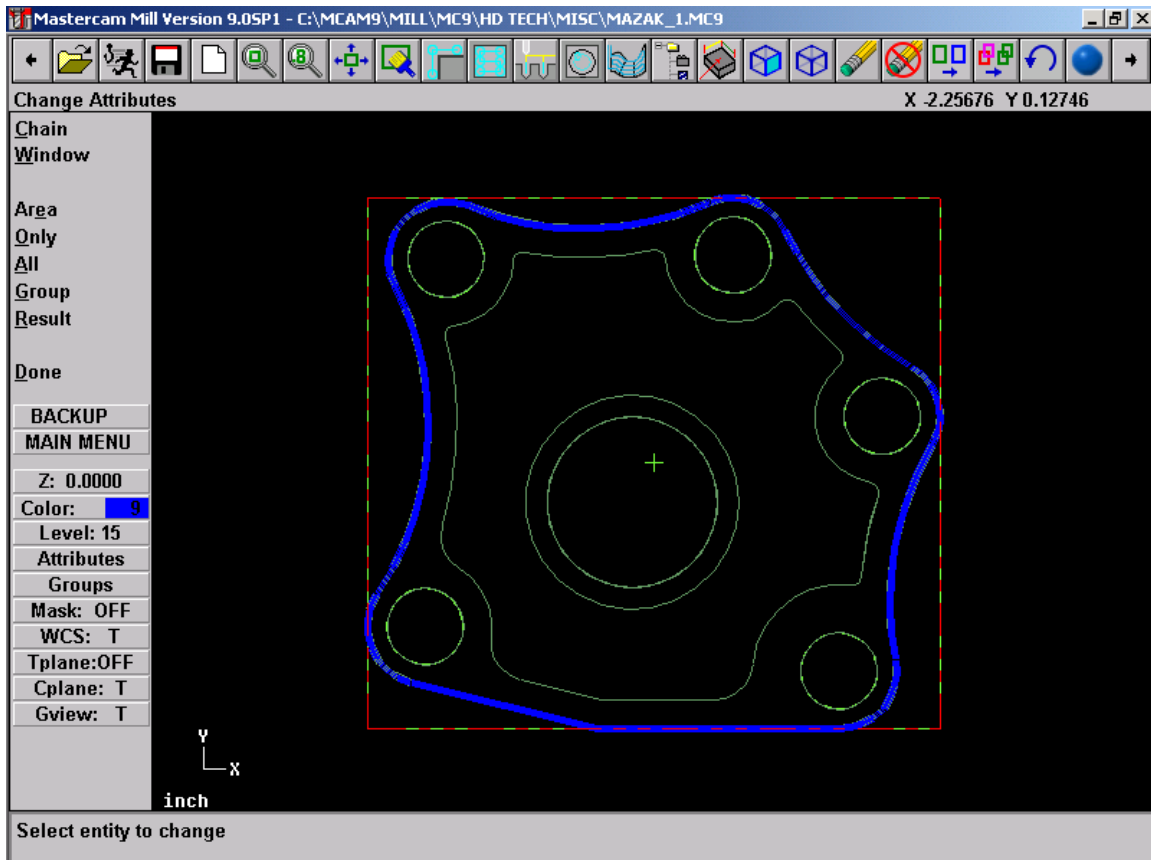 Mastercam Mill Version 9.0SP1 - C:\MCAM9\MILL\MC9\HD TECH\MISC\MAZAK_1.MC9
Change Attributes
X -2.25676 Y 0.12746
Chain
Window
Area
Only
All
Group
Result
Done
BACKUP
MAIN MENU
Z: 0.0000
Color: 9
Level: 15
Attributes
Groups
Mask: OFF
WCS: T
Tplane:OFF
Cplane: T
Gview: T
Y
X
inch
Select entity to change